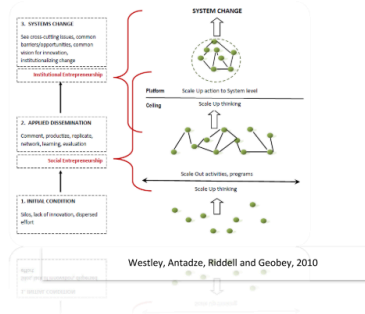 SYSTEM CHANGE
3. SYSTEMS CHANGE
See cross-cutting issues, common
barriers/opportunities, common
vision for innovation,
institutionalizing change
Institutional Entrepreneurship
Platform
Scale Up action to System level
Ceiling
Scale Up thinking
2. APPLIED DISSEMINATION
Comment, productize, replicate,
network, learning, evaluation
Social Entrepreneurship
Scale Out activities, programs
Scale Up thinking
1. INITIAL CONDITION
Silos, lack of innovation, dispersed
effort
Westley, Antadze, Riddell and Geobey, 2010